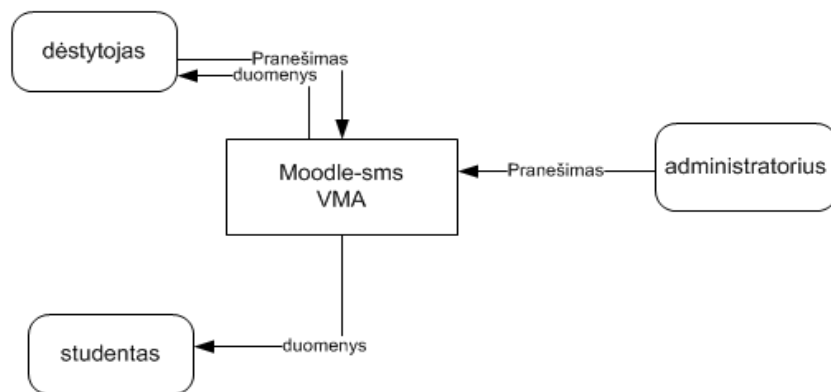 dėstytojas
Pranešimas
duomenys
Moodle-sms
VMA
Pranešimas
administratorius
studentas
duomenys